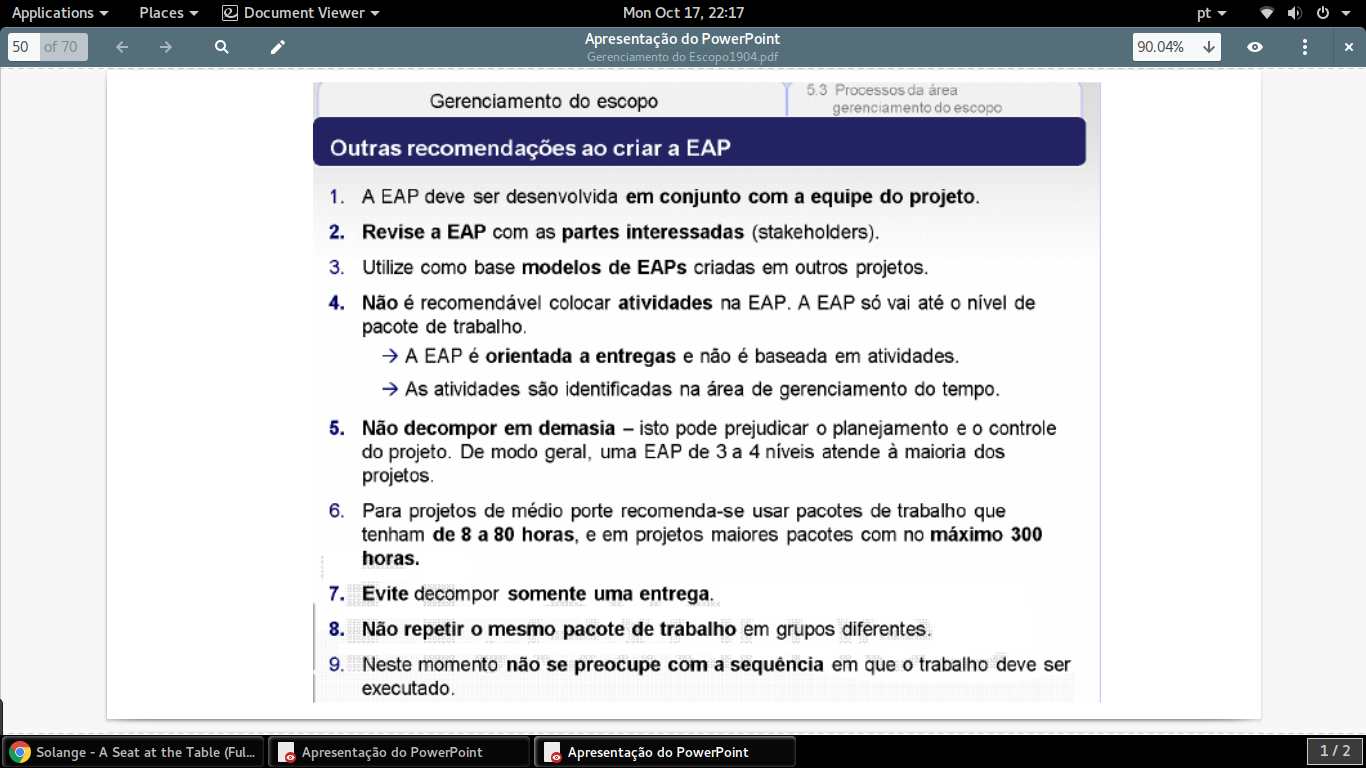 Applications Places Document Viewer Mon Oct 17, 22:17 pt
50 of 70 Apresentação do PowerPoint 90.04%
Gerenciamento do Escopo1904.pdf
Gerenciamento do escopo
5.3 Processos da área
gerenciamento do escopo
Outras recomendações ao criar a EAP
1. A EAP deve ser desenvolvida em conjunto com a equipe do projeto.
2. Revise a EAP com as partes interessadas (stakeholders).
3. Utilize como base modelos de EAPs criadas em outros projetos.
4. Não é recomendável colocar atividades na EAP. A EAP só vai até o nível de
pacote de trabalho.
→ A EAP é orientada a entregas e não é baseada em atividades.
→ As atividades são identificadas na área de gerenciamento do tempo.
5. Não decompor em demasia – isto pode prejudicar o planejamento e o controle
do projeto. De modo geral, uma EAP de 3 a 4 níveis atende à maioria dos
projetos.
6. Para projetos de médio porte recomenda-se usar pacotes de trabalho que
tenham de 8 a 80 horas, e em projetos maiores pacotes com no máximo 300
horas.
7. Evite decompor somente uma entrega.
8. Não repetir o mesmo pacote de trabalho em grupos diferentes.
9. Neste momento não se preocupe com a sequência em que o trabalho deve ser
executado.
Solange - A Seat at the Table (Ful... Apresentação do PowerPoint Apresentação do PowerPoint 1 / 2